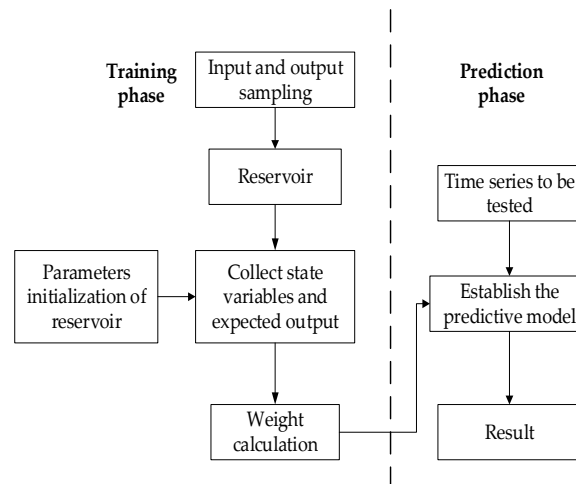 Training
phase
Input and output
sampling
Reservoir
Parameters
initialization of
reservoir
Collect state
variables and
expected output
Weight
calculation
Prediction
phase
Time series to be
tested
Establish the
predictive model
Result